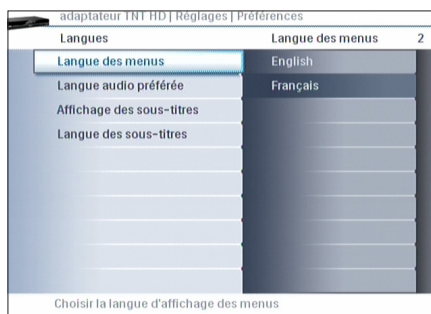 adaptateur TNT HD | Réglages | Préférences
Langues
Langue des menus 2
Langue des menus
Langue audio préférée
Affichage des sous-titres
Langue des sous-titres
English
Français
Choisir la langue d'affichage des menus